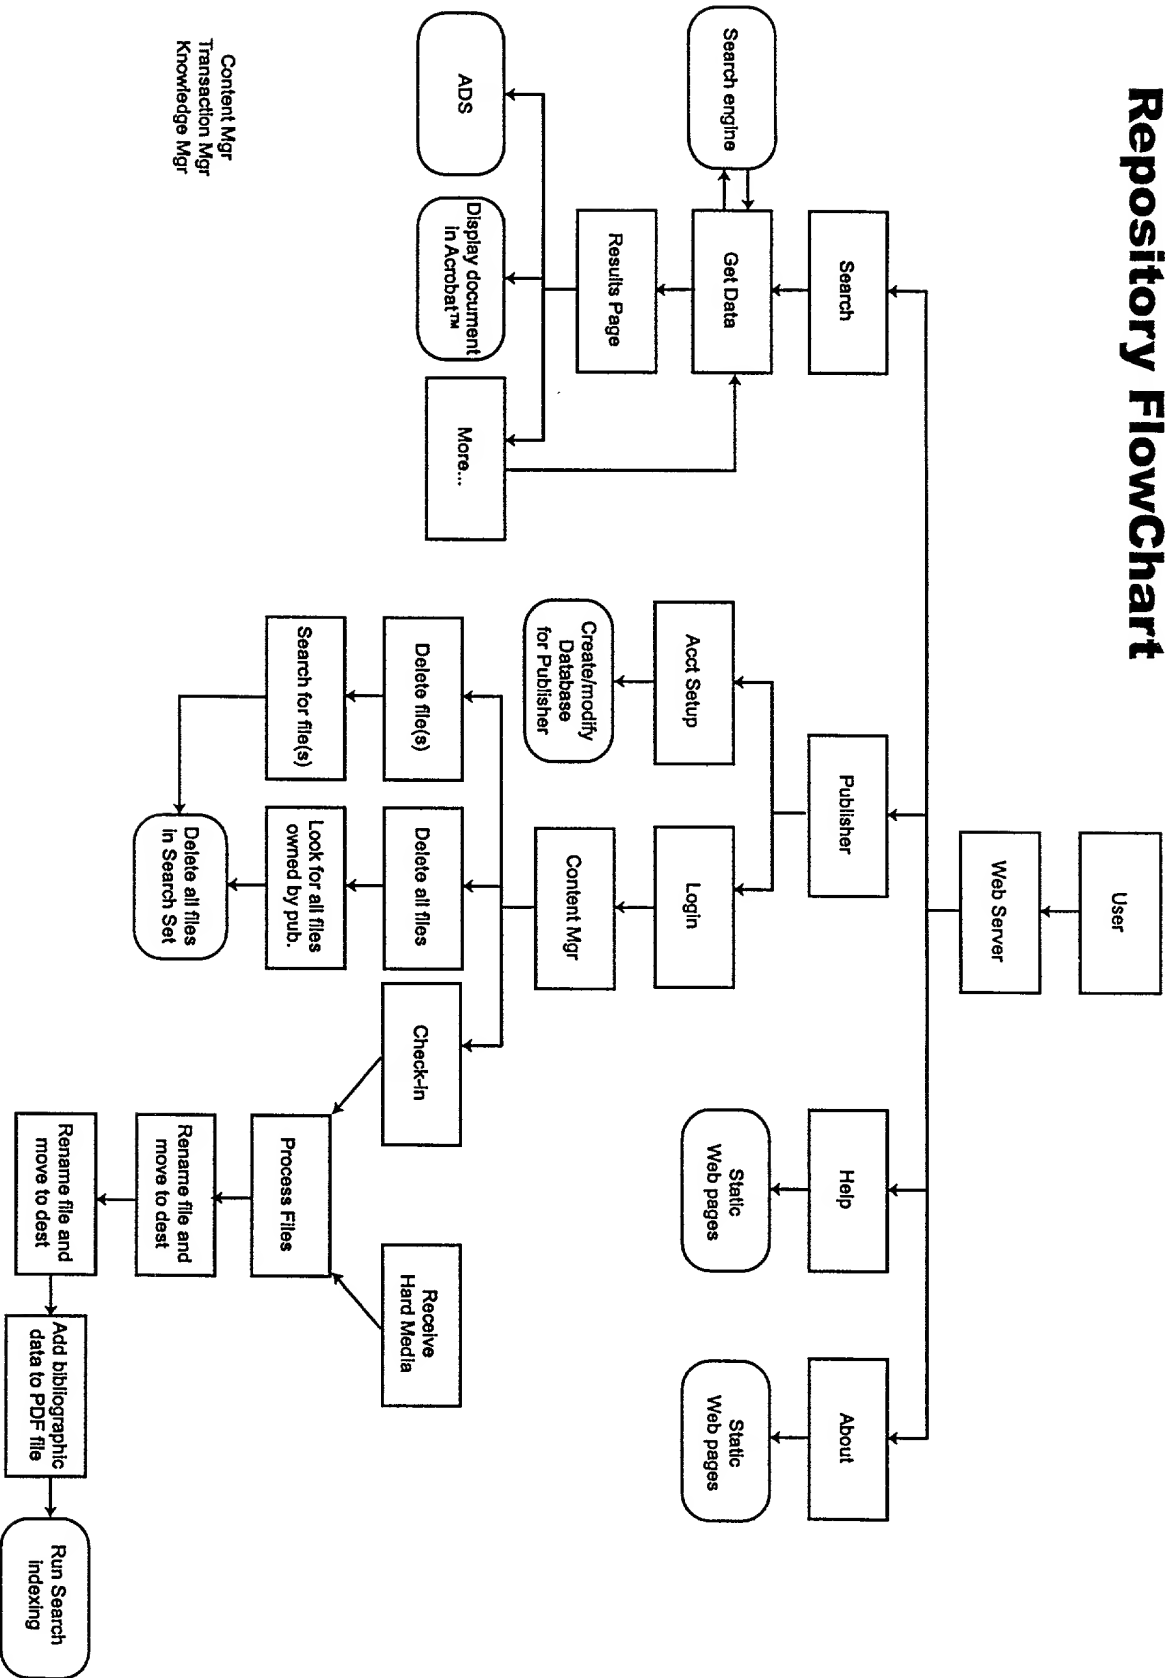 Repository FlowChart
User
Web Server
Search
Publisher
Help
About
Search engine
Get Data
Acct Setup
Login
Static
Web pages
Static
Web pages
Results Page
Create/modify
Database
for Publisher
Content Mgr
ADS
Display document
in Acrobat™
More...
Delete file(s)
Delete all files
Check-in
Receive
Hard Media
Search for file(s)
Look for all files
owned by pub.
Process Files
Content Mgr
Transaction Mgr
Knowledge Mgr
Delete all files
in Search Set
Rename file and
move to dest
Rename file and
move to dest
Add bibliographic
data to PDF file
Run Search
indexing